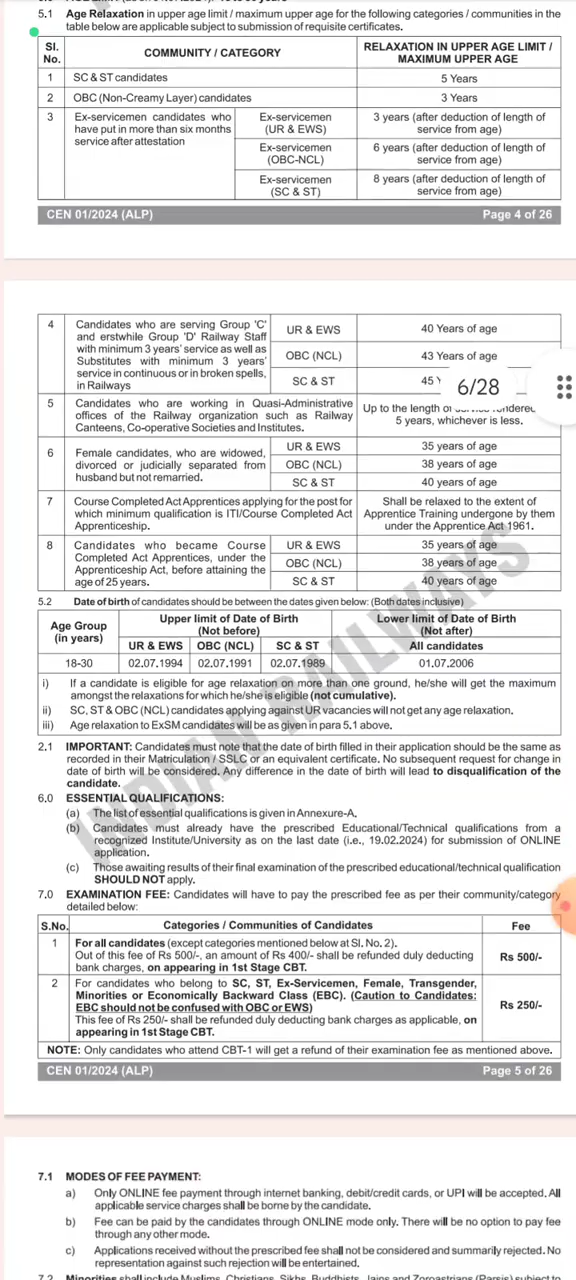 5.1 Age Relaxation in upper age limit / maximum upper age for the following categories / communities in the
table below are applicable subject to submission of requisite certificates.
Sl. No. COMMUNITY / CATEGORY RELAXATION IN UPPER AGE LIMIT / MAXIMUM UPPER AGE
1 SC & ST candidates 5 Years
2 OBC (Non-Creamy Layer) candidates 3 Years
3 Ex-servicemen candidates who have put in more than six months service after attestation
Ex-servicemen (UR & EWS) 3 years (after deduction of length of service from age)
Ex-servicemen (OBC-NCL) 6 years (after deduction of length of service from age)
Ex-servicemen (SC & ST) 8 years (after deduction of length of service from age)
CEN 01/2024 (ALP) Page 4 of 26
4 Candidates who are serving Group 'C' and erstwhile Group 'D' Railway Staff with minimum 3 years' service as well as Substitutes with minimum 3 years' service in continuous or in broken spells, in Railways
UR & EWS 40 Years of age
OBC (NCL) 43 Years of age
SC & ST 45
6/28
5 Candidates who are working in Quasi-Administrative offices of the Railway organization such as Railway Canteens, Co-operative Societies and Institutes.
Up to the length of
5 years, whichever is less.
6 Female candidates, who are widowed, divorced or judicially separated from husband but not remarried.
UR & EWS 35 years of age
OBC (NCL) 38 years of age
SC & ST 40 years of age
7 Course Completed Act Apprentices applying for the post for which minimum qualification is ITI/Course Completed Act Apprenticeship.
Shall be relaxed to the extent of Apprentice Training undergone by them under the Apprentice Act 1961.
8 Candidates who became Course Completed Act Apprentices, under the Apprenticeship Act, before attaining the age of 25 years.
UR & EWS 35 years of age
OBC (NCL) 38 years of age
SC & ST 40 years of age
5.2 Date of birth of candidates should be between the dates given below: (Both dates inclusive)
Age Group (in years) Upper limit of Date of Birth (Not before) Lower limit of Date of Birth (Not after)
UR & EWS OBC (NCL) SC & ST All candidates
18-30 02.07.1994 02.07.1991 02.07.1989 01.07.2006
i) If a candidate is eligible for age relaxation on more than one ground, he/she will get the maximum
amongst the relaxations for which he/she is eligible (not cumulative).
ii) SC, ST & OBC (NCL) candidates applying against UR vacancies will not get any age relaxation.
iii) Age relaxation to ExSM candidates will be as given in para 5.1 above.
2.1 IMPORTANT: Candidates must note that the date of birth filled in their application should be the same as
recorded in their Matriculation / SSLC or an equivalent certificate. No subsequent request for change in
date of birth will be considered. Any difference in the date of birth will lead to disqualification of the
candidate.
6.0 ESSENTIAL QUALIFICATIONS:
(a) The list of essential qualifications is given in Annexure-A.
(b) Candidates must already have the prescribed Educational/Technical qualifications from a
recognized Institute/University as on the last date (i.e., 19.02.2024) for submission of ONLINE
application.
(c) Those awaiting results of their final examination of the prescribed educational/technical qualification
SHOULD NOT apply.
7.0 EXAMINATION FEE: Candidates will have to pay the prescribed fee as per their community/category
detailed below:
S.No. Categories / Communities of Candidates Fee
1 For all candidates (except categories mentioned below at Sl. No. 2).
Out of this fee of Rs 500/-, an amount of Rs 400/- shall be refunded duly deducting
bank charges, on appearing in 1st Stage CBT.
Rs 500/-
2 For candidates who belong to SC, ST, Ex-Servicemen, Female, Transgender,
Minorities or Economically Backward Class (EBC). (Caution to Candidates:
EBC should not be confused with OBC or EWS)
This fee of Rs 250/- shall be refunded duly deducting bank charges as applicable, on
appearing in 1st Stage CBT.
Rs 250/-
NOTE: Only candidates who attend CBT-1 will get a refund of their examination fee as mentioned above.
CEN 01/2024 (ALP) Page 5 of 26
INDIAN RAILWAYS
7.1 MODES OF FEE PAYMENT:
a) Only ONLINE fee payment through internet banking, debit/credit cards, or UPI will be accepted. All
applicable service charges shall be borne by the candidate.
b) Fee can be paid by the candidates through ONLINE mode only. There will be no option to pay fee
through any other mode.
c) Applications received without the prescribed fee shall not be considered and summarily rejected. No
representation against such rejection will be entertained.
7.2 Minorities shall include Muslims, Christians, Sikhs, Buddhists, Jains and Zoroastrians (Parsis) subject to